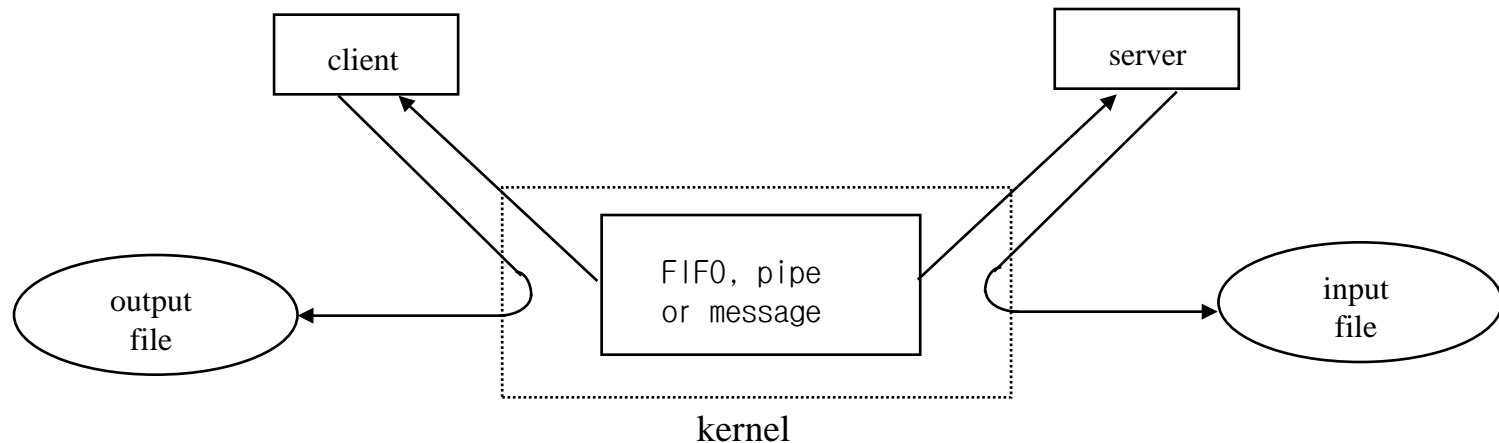 client
server
FIFO, pipe
or message
output
file
input
file
kernel